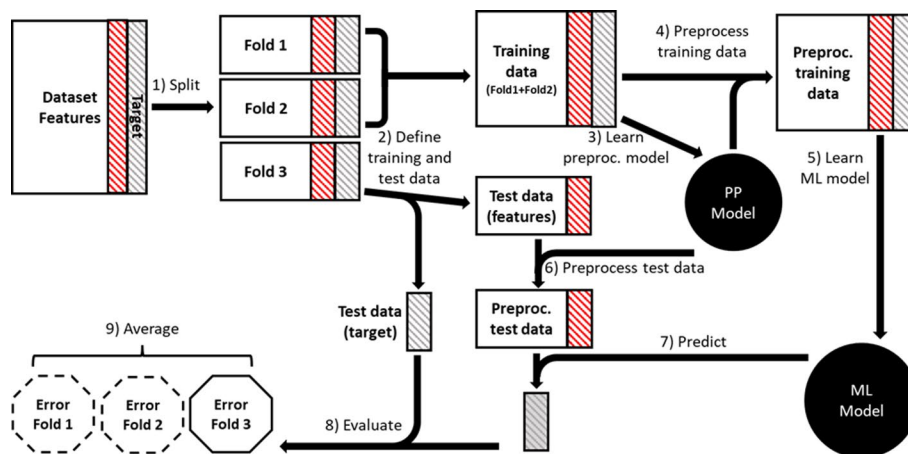 Dataset
Features
Target
1) Split
Fold 1
Fold 2
Fold 3
2) Define
training and
test data
Training
data
(Fold1+Fold2)
3) Learn
preproc. model
4) Preprocess
training data
Preproc.
training
data
PP
Model
5) Learn
ML model
Test data
(features)
6) Preprocess test data
Test data
(target)
Preproc.
test data
7) Predict
ML
Model
8) Evaluate
9) Average
Error
Fold 1
Error
Fold 2
Error
Fold 3